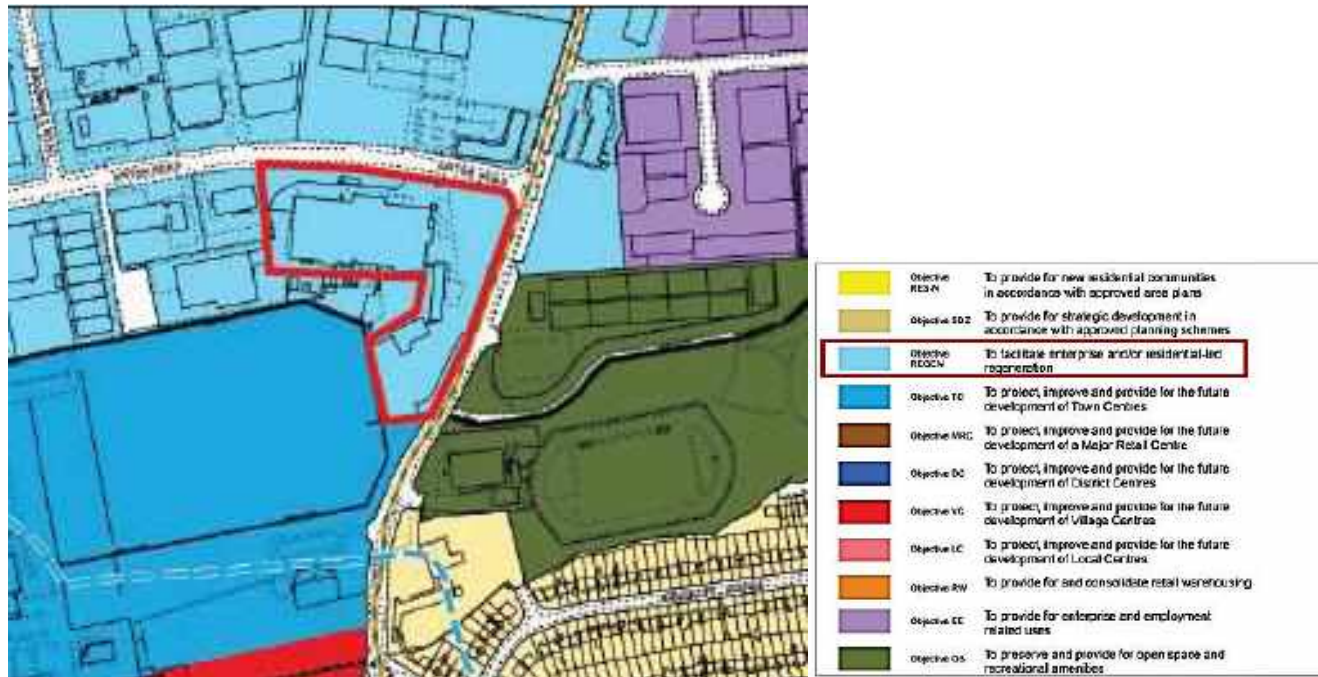 Objective
RES-N
To provide for new residential communities
in accordance with approved area plans
Objective SDZ
To provide for strategic development in
accordance with approved planning schemes
Objective
REGEN
To facilitate enterprise and/or residential-led
regeneration
Objective TC
To protect, improve and provide for the future
development of Town Centres
Objective MRC
To protect, improve and provide for the future
development of a Major Retail Centre
Objective DC
To protect, improve and provide for the future
development of District Centres
Objective VC
To protect, improve and provide for the future
development of Village Centres
Objective LC
To protect, improve and provide for the future
development of Local Centres
Objective RW
To provide for and consolidate retail warehousing
Objective EE
To provide for enterprise and employment
related uses
Objective OS
To preserve and provide for open space and
recreational amenities